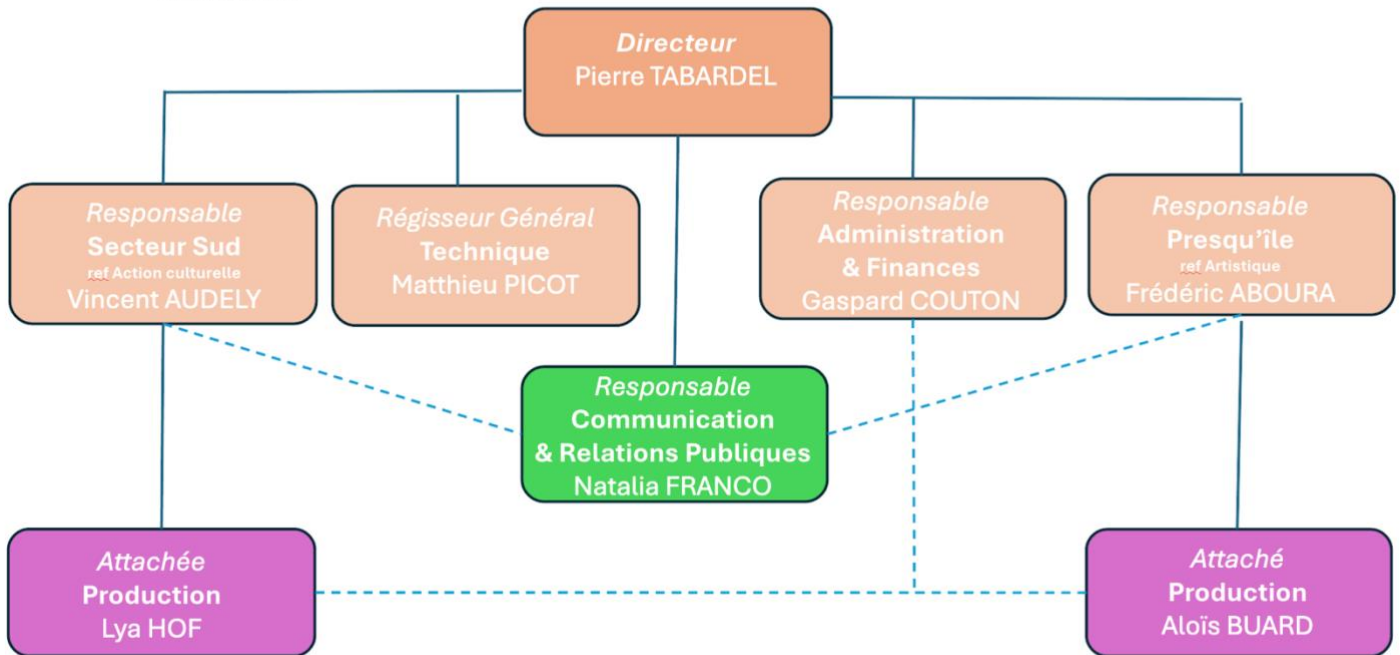 Directeur
Pierre TABARDEL
Responsable
Secteur Sud
ref Action culturelle
Vincent AUDELY
Régisseur Général
Technique
Matthieu PICOT
Responsable
Administration
& Finances
Gaspard COUTON
Responsable
Presqu’île
ref Artistique
Frédéric ABOURA
Responsable
Communication
& Relations Publiques
Natalia FRANCO
Attachée
Production
Lya HOF
Attaché
Production
Aloïs BUARD